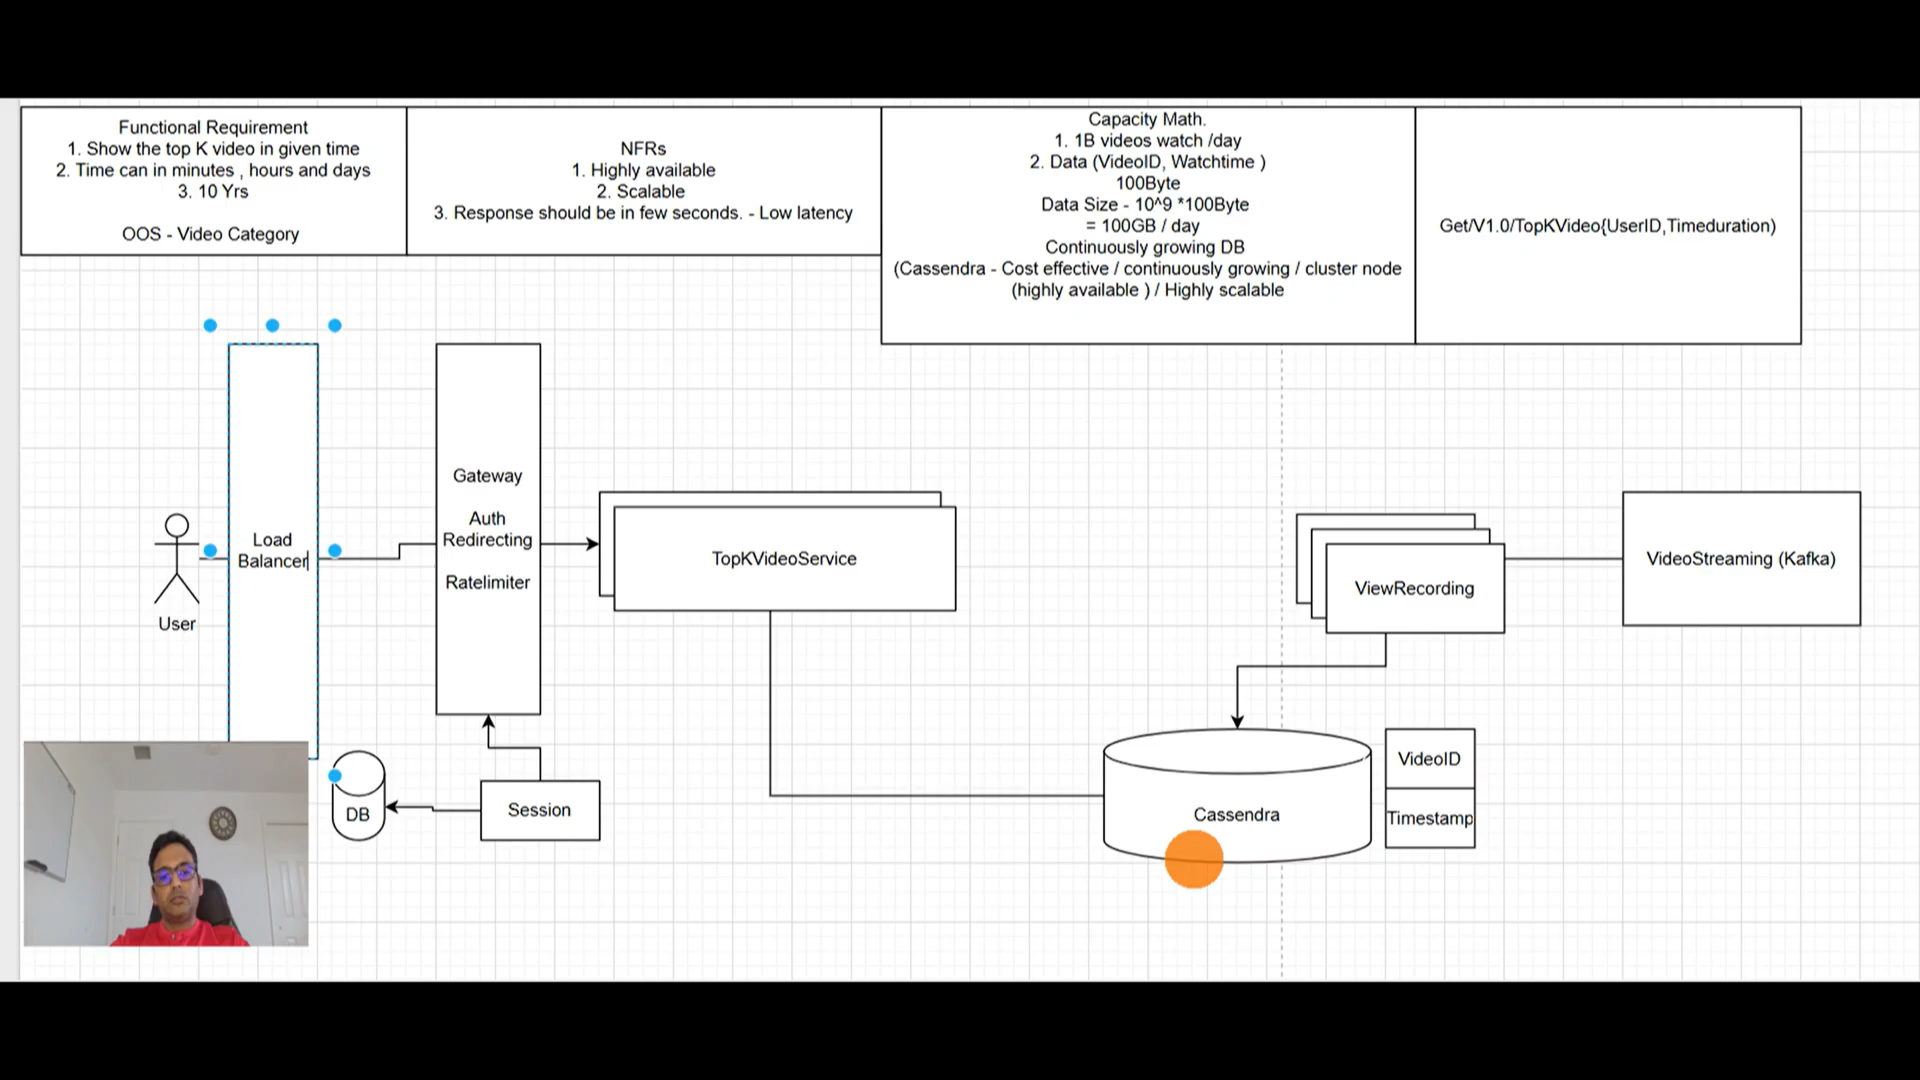 Functional Requirement
1. Show the top K video in given time
2. Time can in minutes , hours and days
3. 10 Yrs
OOS - Video Category
NFRs
1. Highly available
2. Scalable
3. Response should be in few seconds. - Low latency
Capacity Math.
1. 1B videos watch /day
2. Data (VideoID, Watchtime )
100Byte
Data Size - 10^9 *100Byte
= 100GB / day
Continuously growing DB
(Cassendra - Cost effective / continuously growing / cluster node
(highly available ) / Highly scalable
Get/V1.0/TopKVideo{UserID,Timeduration)
User
Load
Balancer
Gateway
Auth
Redirecting
Ratelimiter
TopKVideoService
ViewRecording
VideoStreaming (Kafka)
DB
Session
Cassendra
VideoID
Timestamp